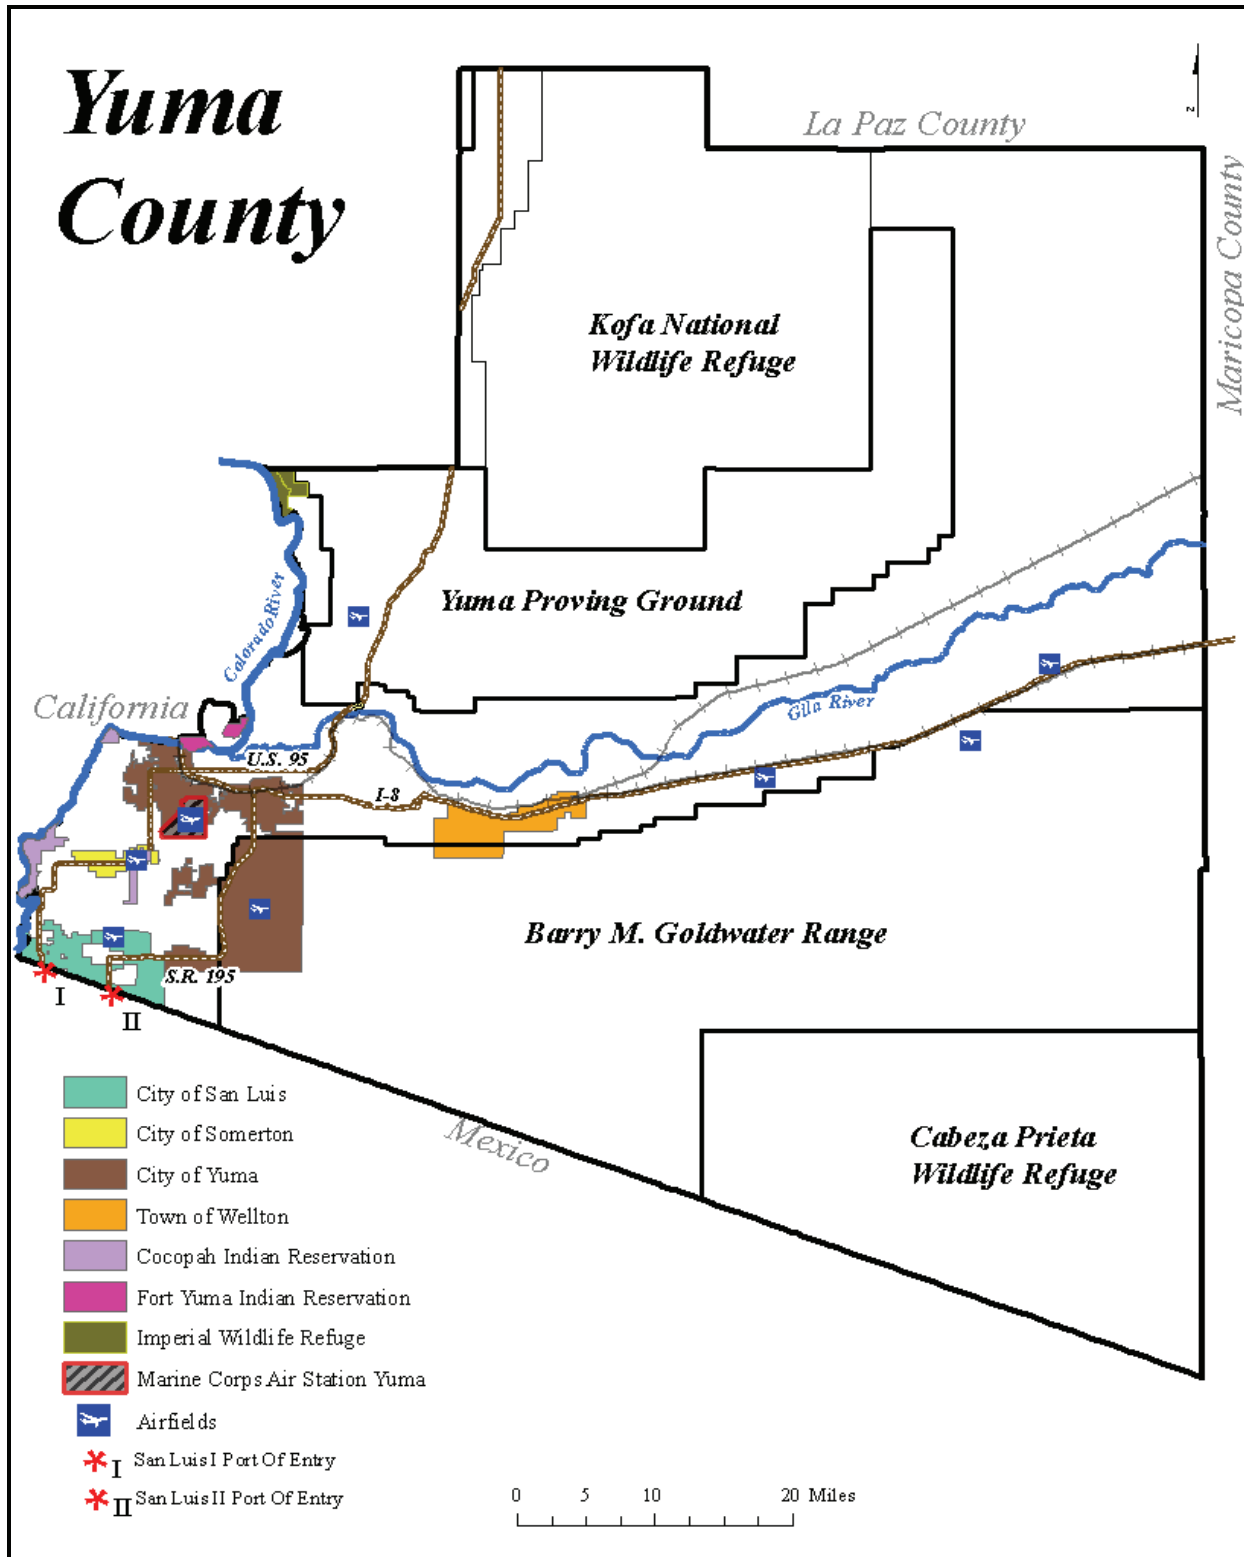 Yuma
County
La Paz County
Maricopa County
N
Kofa National
Wildlife Refuge
Colorado River
Yuma Proving Ground
California
Gila River
U.S. 95
I-8
Barry M. Goldwater Range
S.R. 195
I
II
Mexico
Cabeza Prieta
Wildlife Refuge
City of San Luis
City of Somerton
City of Yuma
Town of Wellton
Cocopah Indian Reservation
Fort Yuma Indian Reservation
Imperial Wildlife Refuge
Marine Corps Air Station Yuma
Airfields
I San Luis I Port Of Entry
II San Luis II Port Of Entry
0 5 10 20 Miles